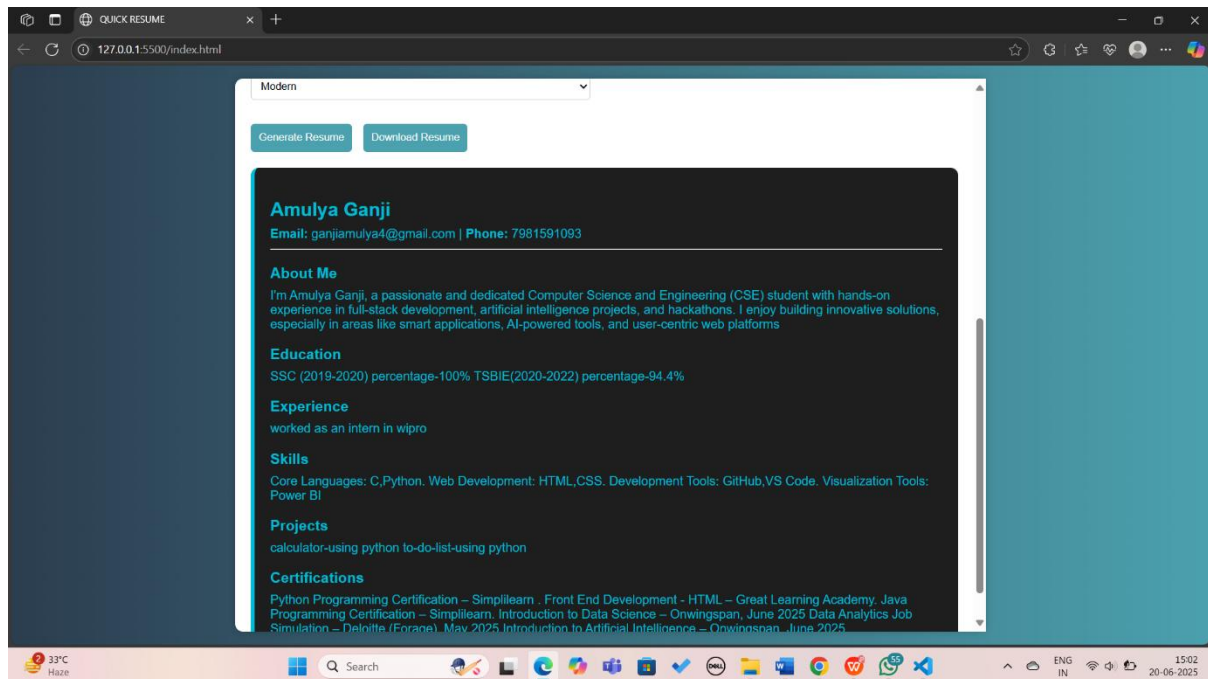 QUICK RESUME
127.0.0.1:5500/index.html
Modern
Generate Resume Download Resume
Amulya Ganji
Email: ganjiamulya4@gmail.com | Phone: 7981591093
About Me
I'm Amulya Ganji, a passionate and dedicated Computer Science and Engineering (CSE) student with hands-on
experience in full-stack development, artificial intelligence projects, and hackathons. I enjoy building innovative solutions,
especially in areas like smart applications, AI-powered tools, and user-centric web platforms
Education
SSC (2019-2020) percentage-100% TSBIE(2020-2022) percentage-94.4%
Experience
worked as an intern in wipro
Skills
Core Languages: C,Python. Web Development: HTML,CSS. Development Tools: GitHub,VS Code. Visualization Tools:
Power BI
Projects
calculator-using python to-do-list-using python
Certifications
Python Programming Certification – Simplilearn . Front End Development - HTML – Great Learning Academy. Java
Programming Certification – Simplilearn. Introduction to Data Science – Onwingspan, June 2025 Data Analytics Job
Simulation – Deloitte (Forage), May 2025 Introduction to Artificial Intelligence – Onwingspan, June 2025
2 33°C
Haze
Search
DELL
55
ENG
IN
15:02
20-06-2025